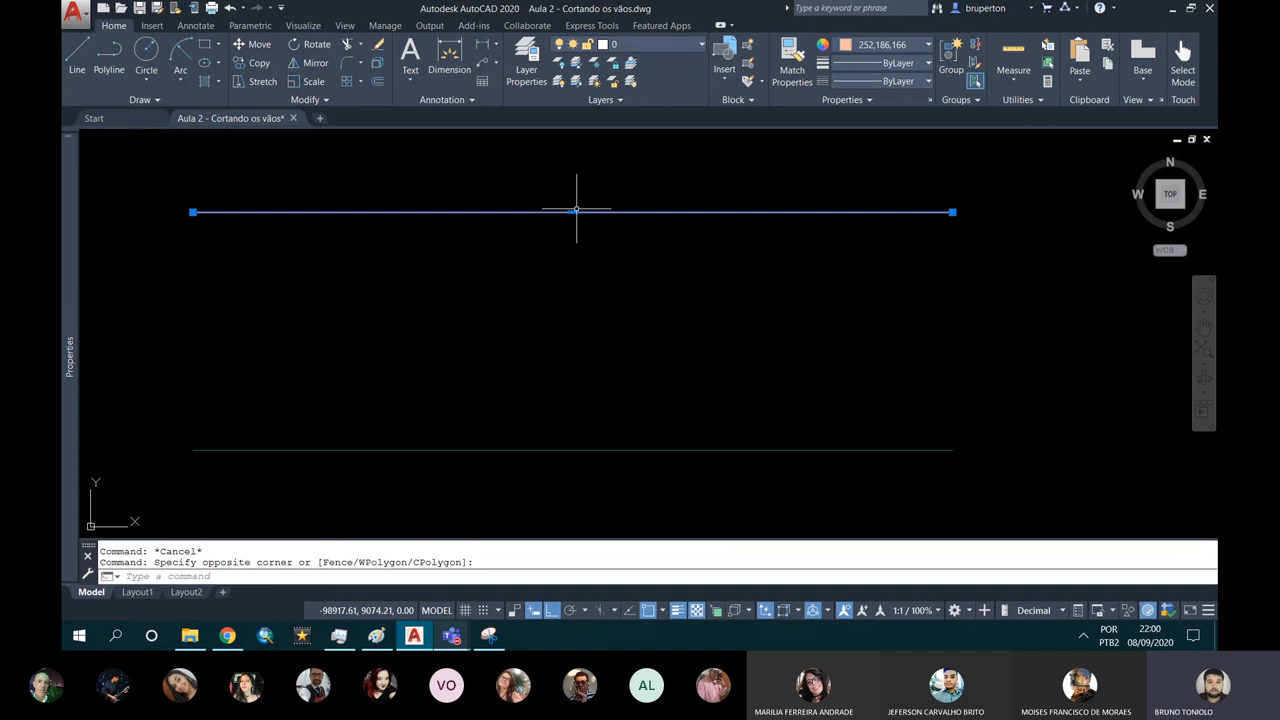 Autodesk AutoCAD 2020 Aula 2 - Cortando os vãos.dwg
Type a keyword or phrase
bruperton
Home Insert Annotate Parametric Visualize View Manage Output Add-ins Collaborate Express Tools Featured Apps
Line
Polyline
Circle
Arc
Draw
Move Rotate
Copy Mirror
Stretch Scale
Modify
Text
Dimension
Annotation
Layer
Properties
0
Layers
Insert
Block
Match
Properties
252,186,166
ByLayer
ByLayer
Properties
Group
Groups
Measure
Utilities
Paste
Clipboard
Base
View
Select
Mode
Touch
Start Aula 2 - Cortando os vãos*
N
W TOP E
S
WCS
Properties
Y
X
Command: *Cancel*
Command: Specify opposite corner or [Fence/WPolygon/CPolygon]:
Type a command
Model Layout1 Layout2
-98917.61, 9074.21, 0.00 MODEL 1:1 / 100% Decimal
POR
PTB2
22:00
08/09/2020
VO
AL
MARILIA FERREIRA ANDRADE
JEFERSON CARVALHO BRITO
MOISES FRANCISCO DE MORAES
BRUNO TONIOLO